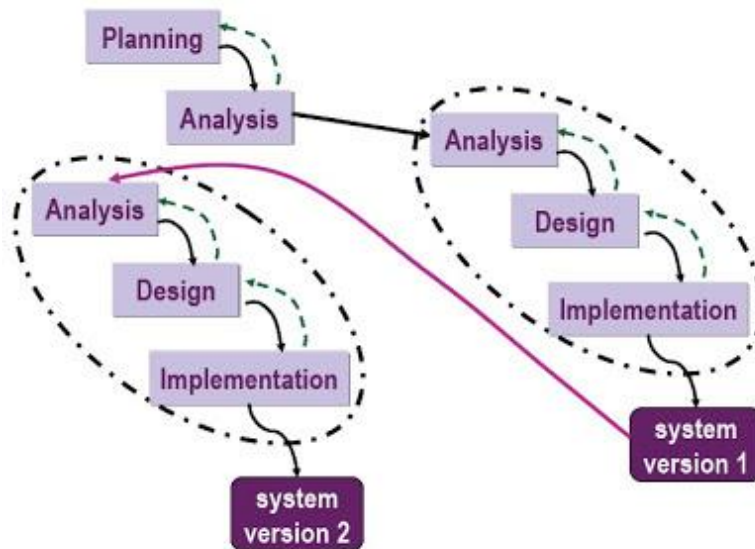 Planning
Analysis
Analysis
Design
Implementation
system
version 1
Analysis
Design
Implementation
system
version 2